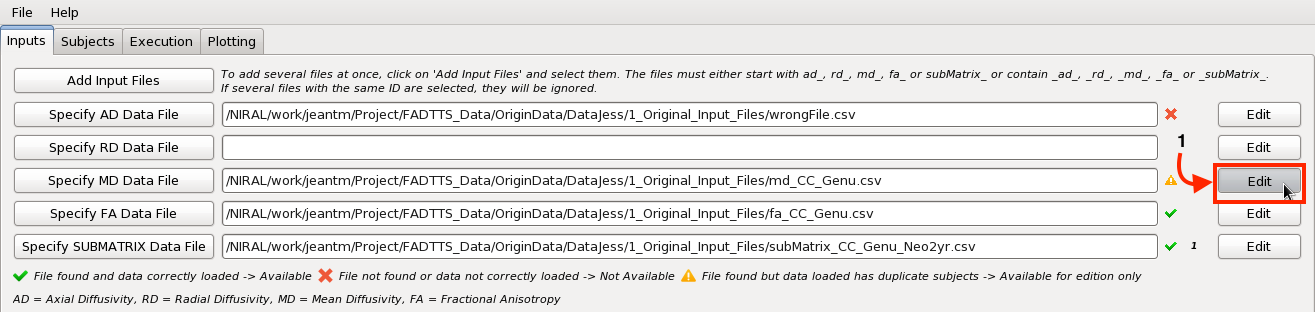 File Help
Inputs Subjects Execution Plotting
Add Input Files To add several files at once, click on 'Add Input Files' and select them. The files must either start with ad_, rd_, md_, fa_ or subMatrix_ or contain _ad_, _rd_, _md_, _fa_ or _subMatrix_.
If several files with the same ID are selected, they will be ignored.
Specify AD Data File /NIRAL/work/jeantm/Project/FADTTS_Data/OriginData/DataJess/1_Original_Input_Files/wrongFile.csv Edit
Specify RD Data File 1 Edit
Specify MD Data File /NIRAL/work/jeantm/Project/FADTTS_Data/OriginData/DataJess/1_Original_Input_Files/md_CC_Genu.csv Edit
Specify FA Data File /NIRAL/work/jeantm/Project/FADTTS_Data/OriginData/DataJess/1_Original_Input_Files/fa_CC_Genu.csv Edit
Specify SUBMATRIX Data File /NIRAL/work/jeantm/Project/FADTTS_Data/OriginData/DataJess/1_Original_Input_Files/subMatrix_CC_Genu_Neo2yr.csv 1 Edit
File found and data correctly loaded -> Available File not found or data not correctly loaded -> Not Available File found but data loaded has duplicate subjects -> Available for edition only
AD = Axial Diffusivity, RD = Radial Diffusivity, MD = Mean Diffusivity, FA = Fractional Anisotropy